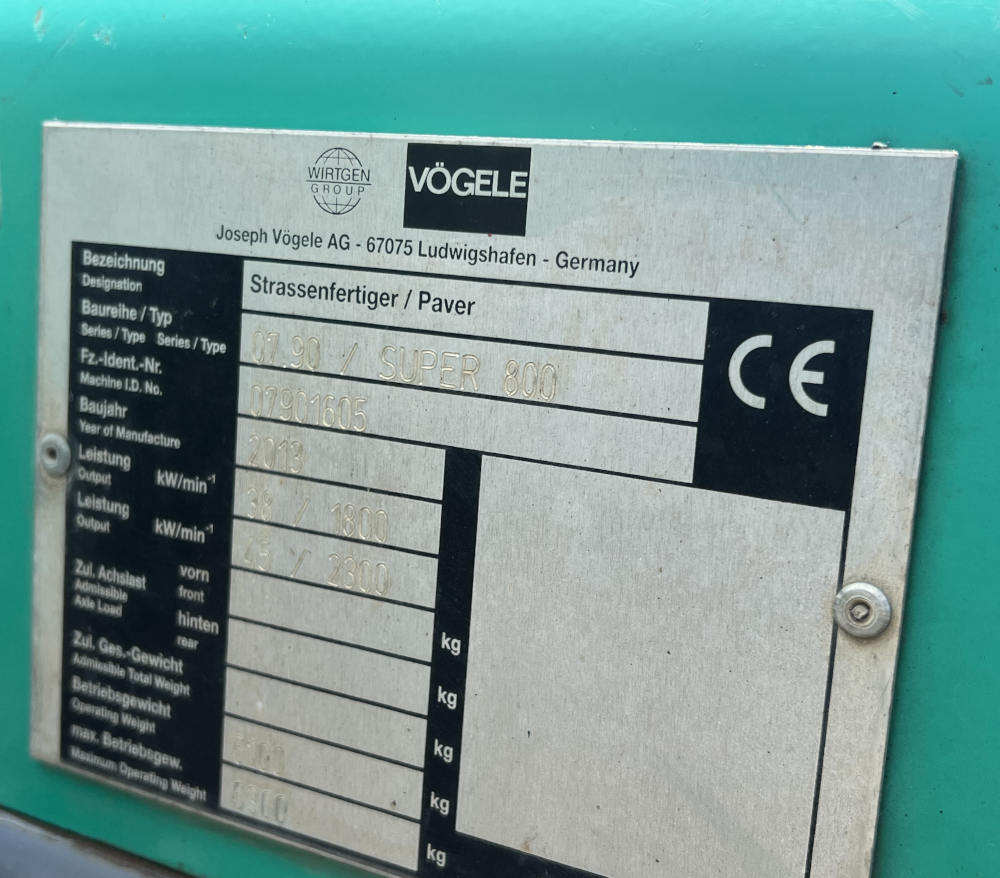 WIRTGEN
GROUP
VÖGELE
Joseph Vögele AG - 67075 Ludwigshafen - Germany
Bezeichnung
Designation
Strassenfertiger / Paver
Baureihe / Typ
Series / Type Series / Type
07.90 / SUPER 800
Fz.-Ident.-Nr.
Machine I.D. No.
07901605
Baujahr
Year of Manufacture
2013
Leistung
Output kW/min⁻¹
38 / 1800
Leistung
Output kW/min⁻¹
45 / 2300
Zul. Achslast vorn
Admissible front
Axle Load
kg
hinten
rear
kg
Zul. Ges.-Gewicht
Admissible Total Weight
kg
Betriebsgewicht
Operating Weight
kg
max. Betriebsgew.
Maximum Operating Weight
kg
CE